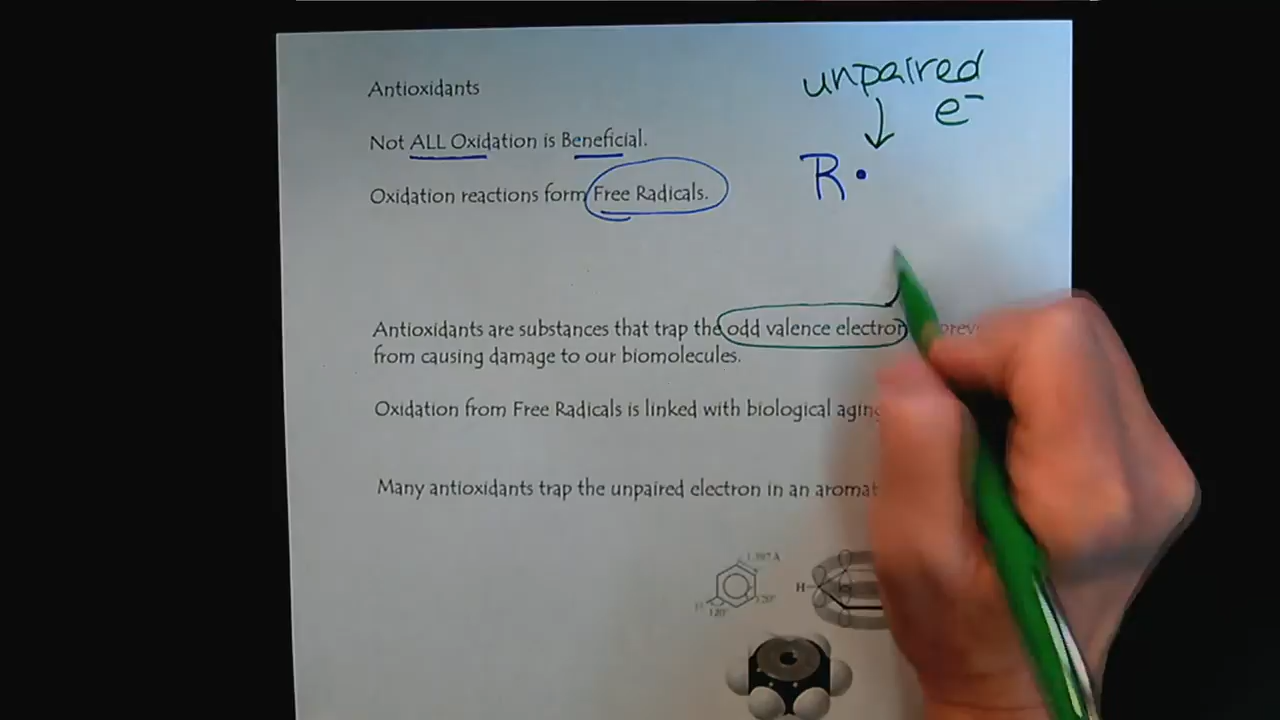 Antioxidants
unpaired
e⁻
Not ALL Oxidation is Beneficial.
R•
Oxidation reactions form Free Radicals.
Antioxidants are substances that trap the odd valence electron
from causing damage to our biomolecules.
Oxidation from Free Radicals is linked with biological
Many antioxidants trap the unpaired electron in an
H
120°
120°